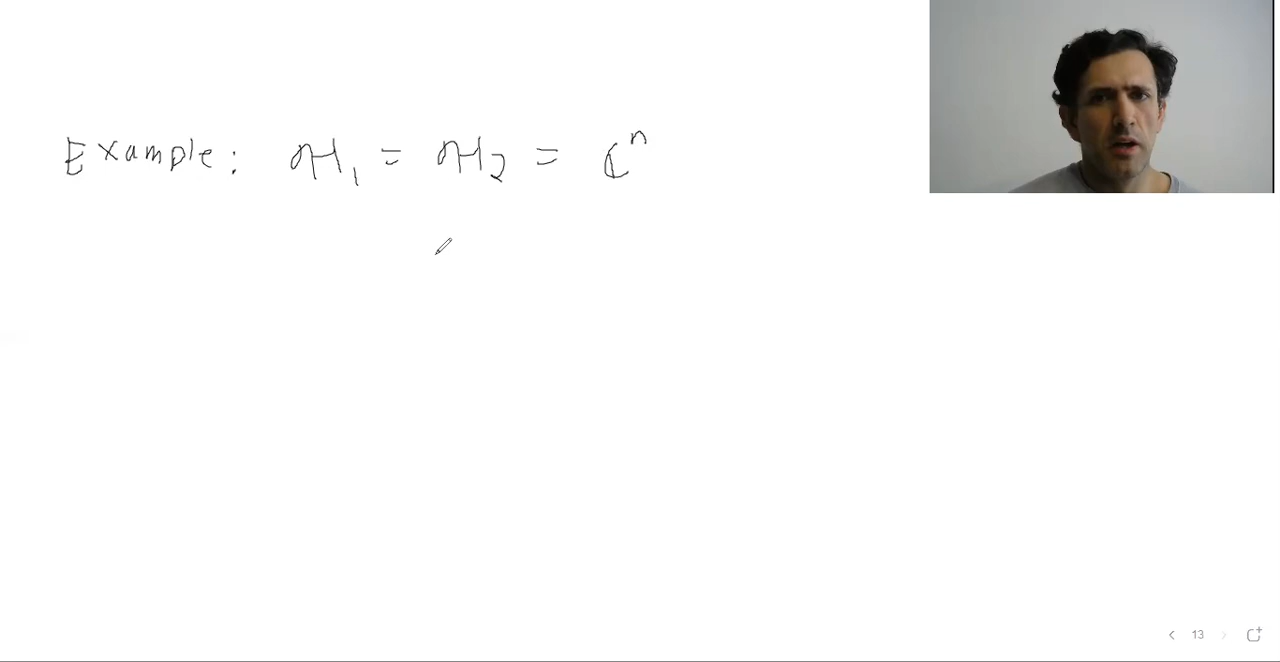 Example: ℋ₁ = ℋ₂ = ℂⁿ
13